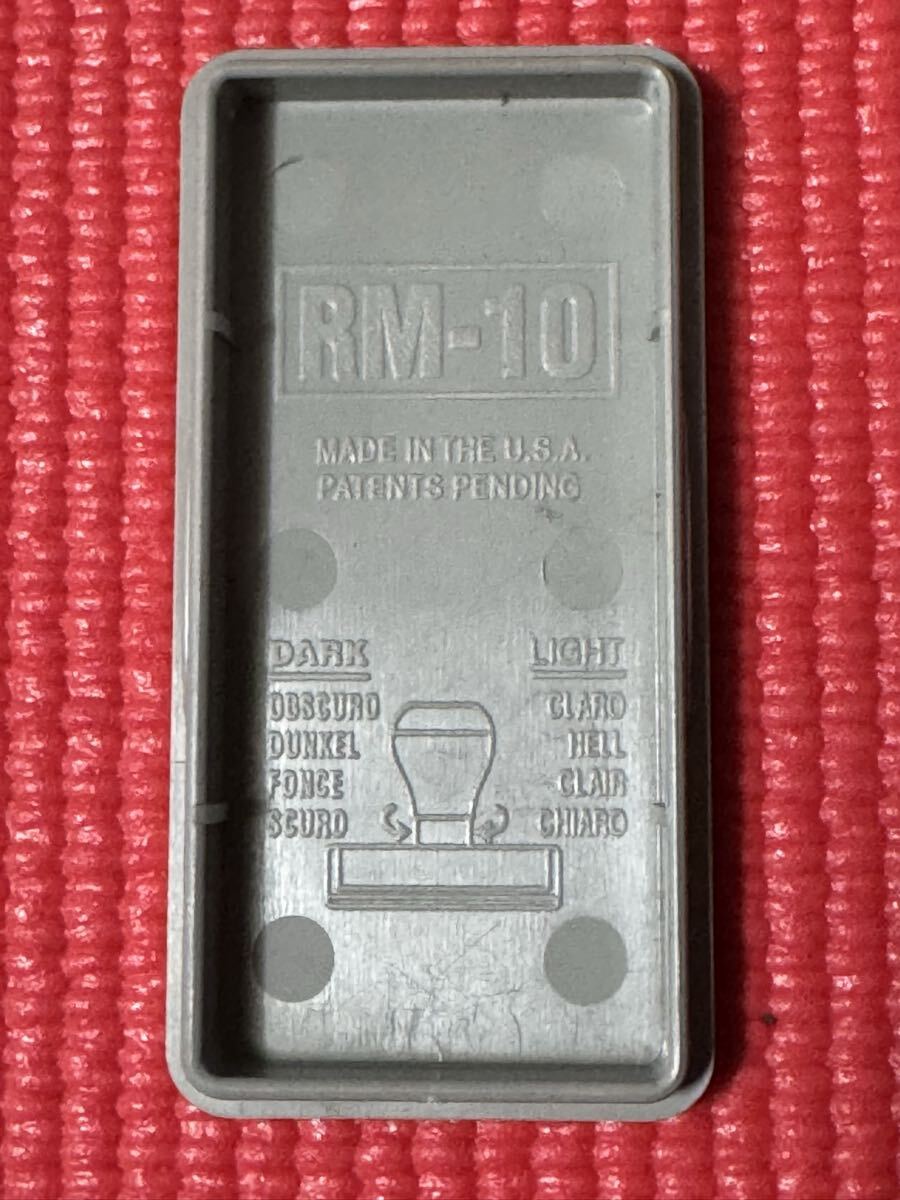 RM-10
MADE IN THE U.S.A.
PATENTS PENDING
DARK
OBSCURO
DUNKEL
FONCE
SCURO
LIGHT
CLARO
HELL
CLAIR
CHIARO